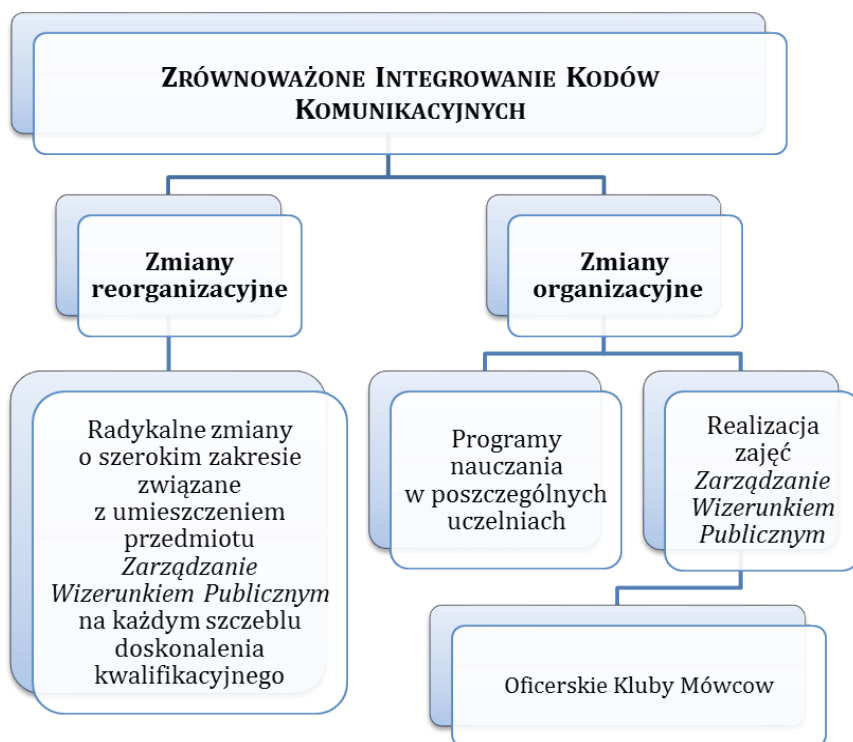 ZRÓWNOWAŻONE INTEGROWANIE KODÓW
KOMUNIKACYJNYCH
Zmiany
reorganizacyjne
Zmiany
organizacyjne
Radykalne zmiany
o szerokim zakresie
związane
z umieszczeniem
przedmiotu
Zarządzanie
Wizerunkiem Publicznym
na każdym szczeblu
doskonalenia
kwalifikacyjnego
Programy
nauczania
w poszczególnych
uczelniach
Realizacja
zajęć
Zarządzanie
Wizerunkiem
Publicznym
Oficerskie Kluby Mówcow